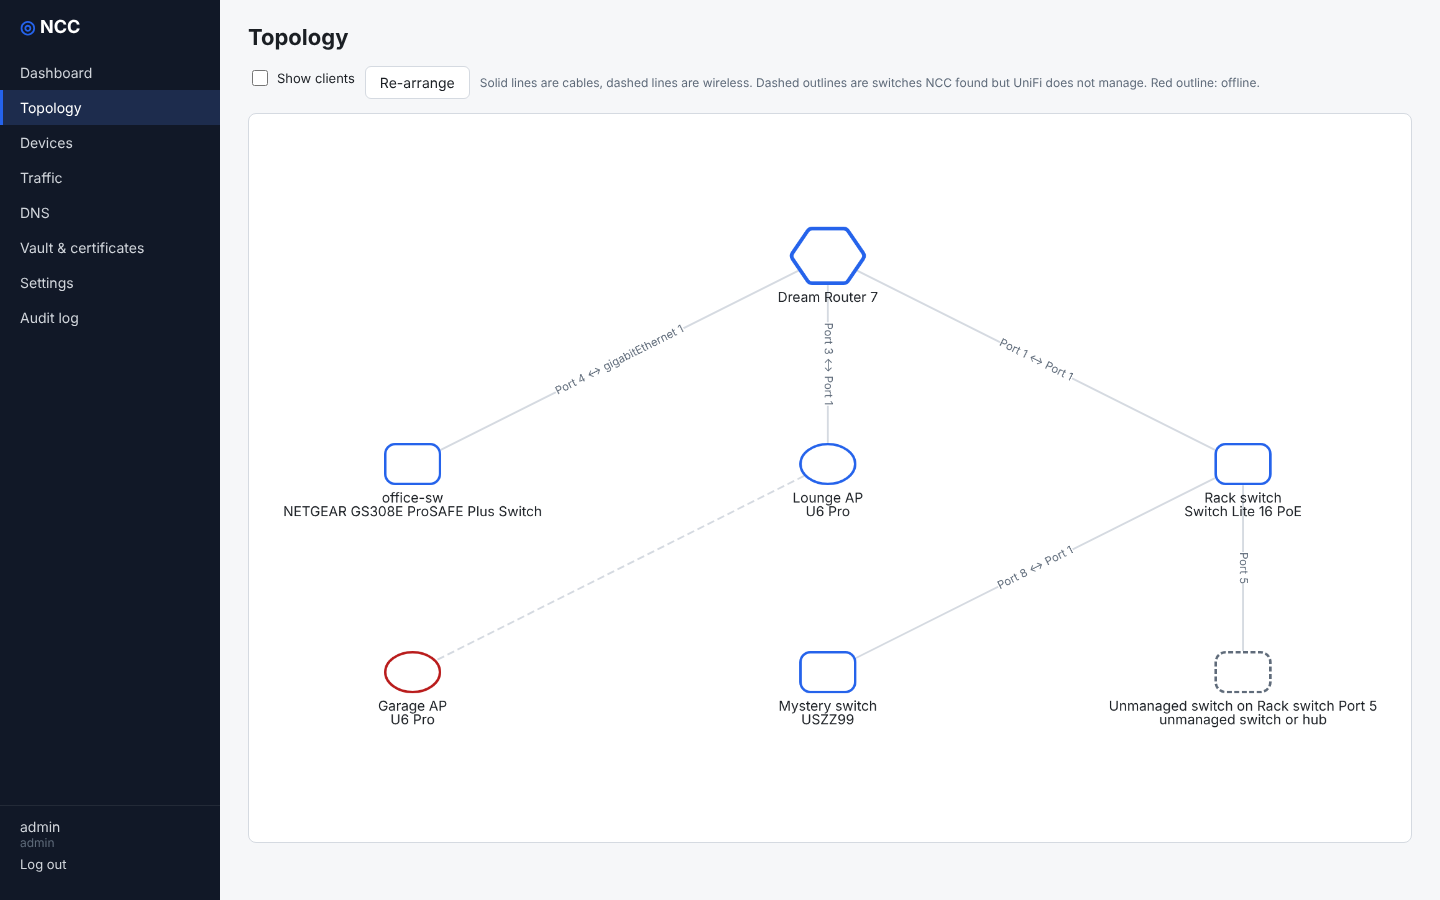 ◎ NCC
Dashboard
Topology
Devices
Traffic
DNS
Vault & certificates
Settings
Audit log
admin
admin
Log out
Topology
Show clients
Re-arrange
Solid lines are cables, dashed lines are wireless. Dashed outlines are switches NCC found but UniFi does not manage. Red outline: offline.
Dream Router 7
Port 4 ↔ gigabitEthernet 1
Port 3 ↔ Port 1
Port 1 ↔ Port 1
office-sw
NETGEAR GS308E ProSAFE Plus Switch
Lounge AP
U6 Pro
Rack switch
Switch Lite 16 PoE
Port 8 ↔ Port 1
Port 5
Garage AP
U6 Pro
Mystery switch
USZZ99
Unmanaged switch on Rack switch Port 5
unmanaged switch or hub